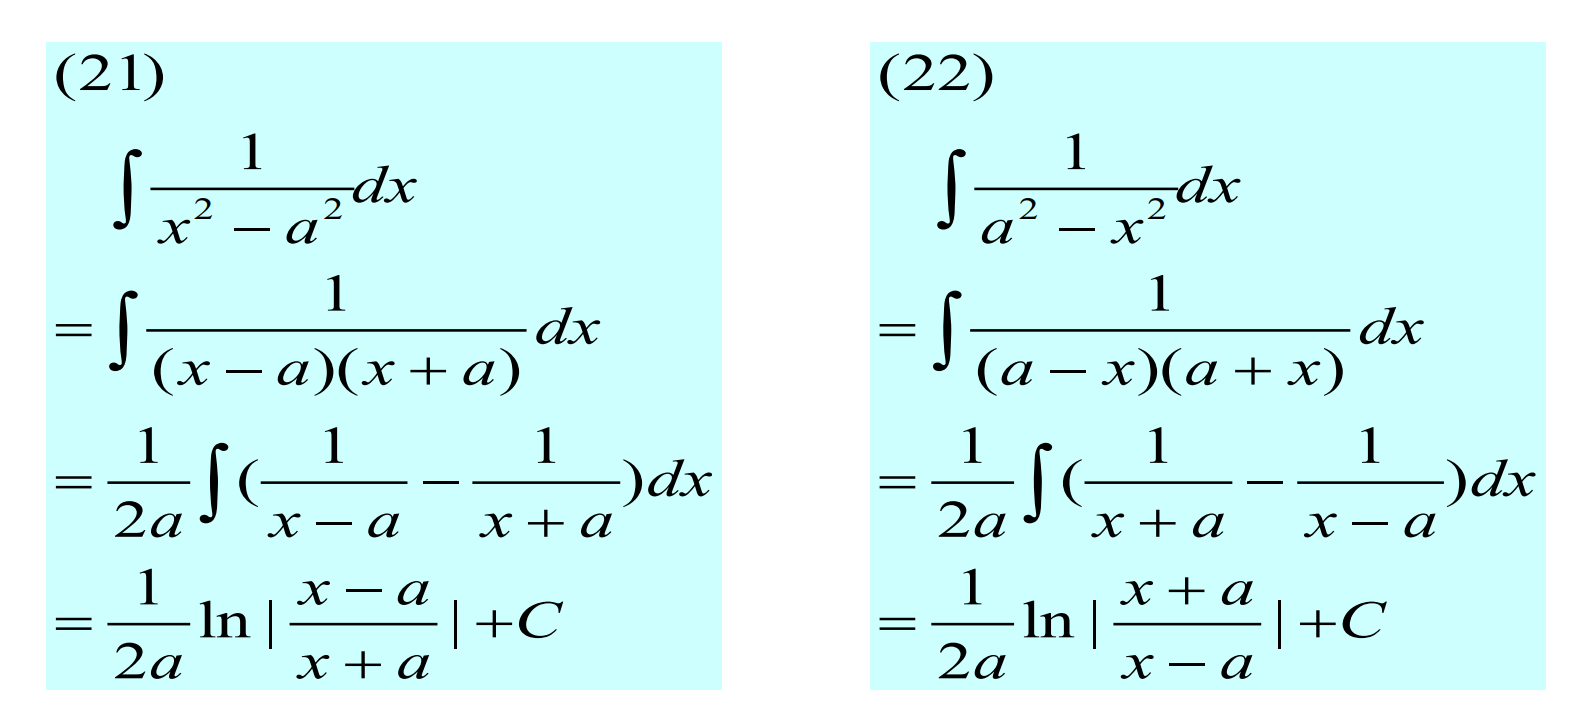 (21)
∫ 1/(x² − a²) dx
= ∫ 1/((x − a)(x + a)) dx
= 1/(2a) ∫ (1/(x − a) − 1/(x + a)) dx
= 1/(2a) ln | (x − a)/(x + a) | + C
(22)
∫ 1/(a² − x²) dx
= ∫ 1/((a − x)(a + x)) dx
= 1/(2a) ∫ (1/(x + a) − 1/(x − a)) dx
= 1/(2a) ln | (x + a)/(x − a) | + C